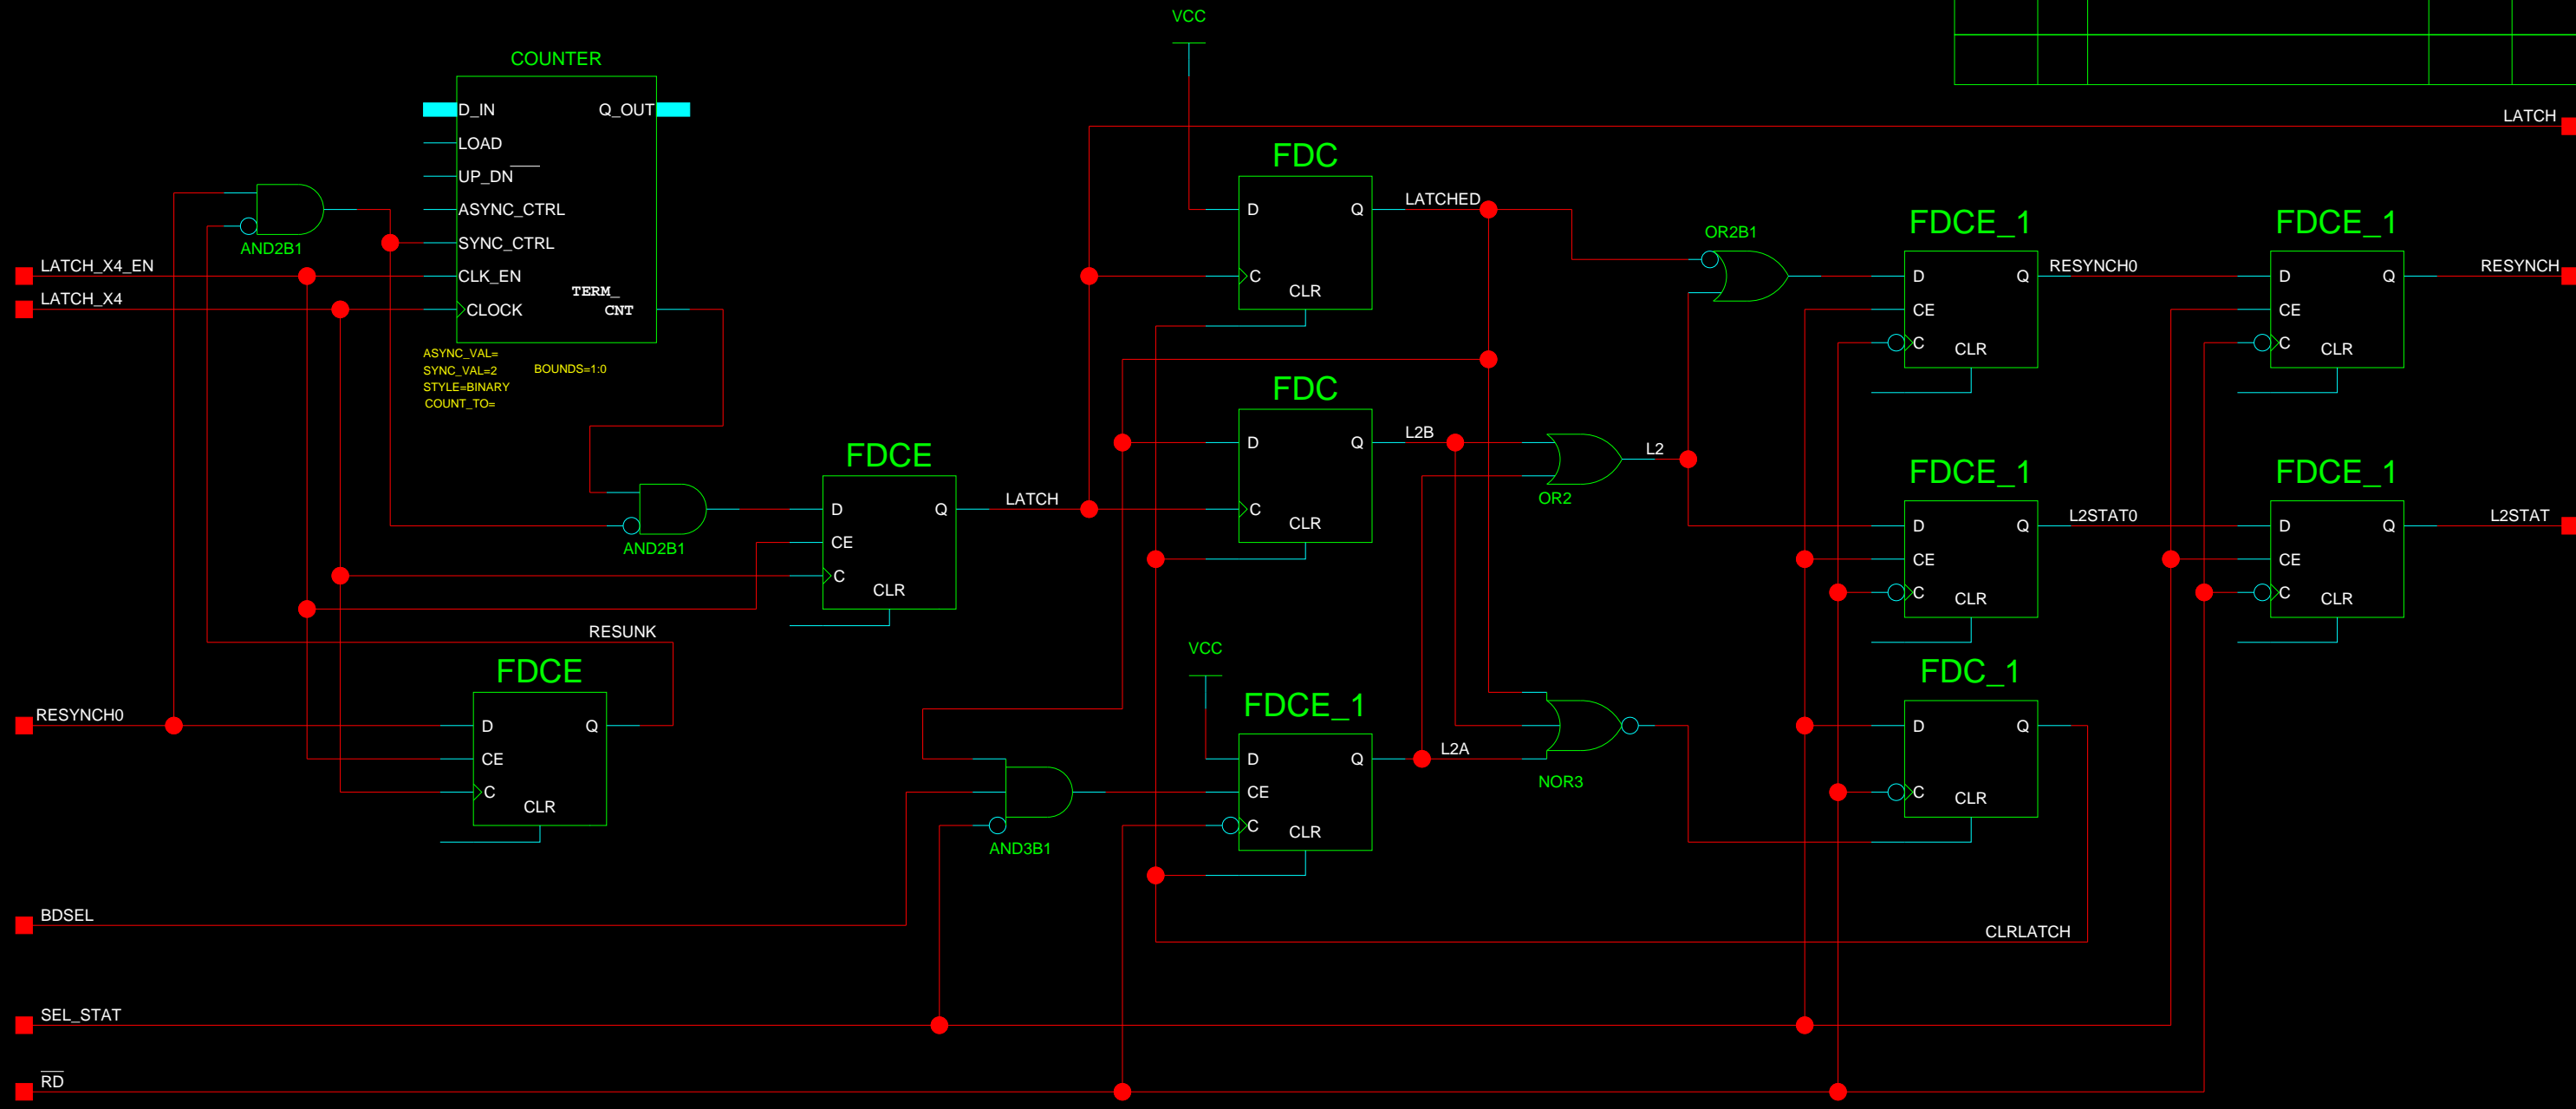 VCC
COUNTER
D_IN
Q_OUT
LOAD
UP_DN
ASYNC_CTRL
SYNC_CTRL
CLK_EN
TERM_
CNT
CLOCK
ASYNC_VAL=
SYNC_VAL=2
BOUNDS=1:0
STYLE=BINARY
COUNT_TO=
AND2B1
LATCH_X4_EN
LATCH_X4
LATCH
FDC
D
Q
C
CLR
LATCHED
OR2B1
FDCE_1
D
Q
CE
C
CLR
RESYNCH0
FDCE_1
D
Q
CE
C
CLR
RESYNCH
FDC
D
Q
C
CLR
L2B
OR2
L2
FDCE
D
Q
CE
C
CLR
LATCH
AND2B1
FDCE_1
D
Q
CE
C
CLR
L2STAT0
FDCE_1
D
Q
CE
C
CLR
L2STAT
RESUNK
FDCE
D
Q
CE
C
CLR
RESYNCH0
VCC
FDCE_1
D
Q
CE
C
CLR
L2A
NOR3
AND3B1
FDC_1
D
Q
C
CLR
CLRLATCH
BDSEL
SEL_STAT
RD